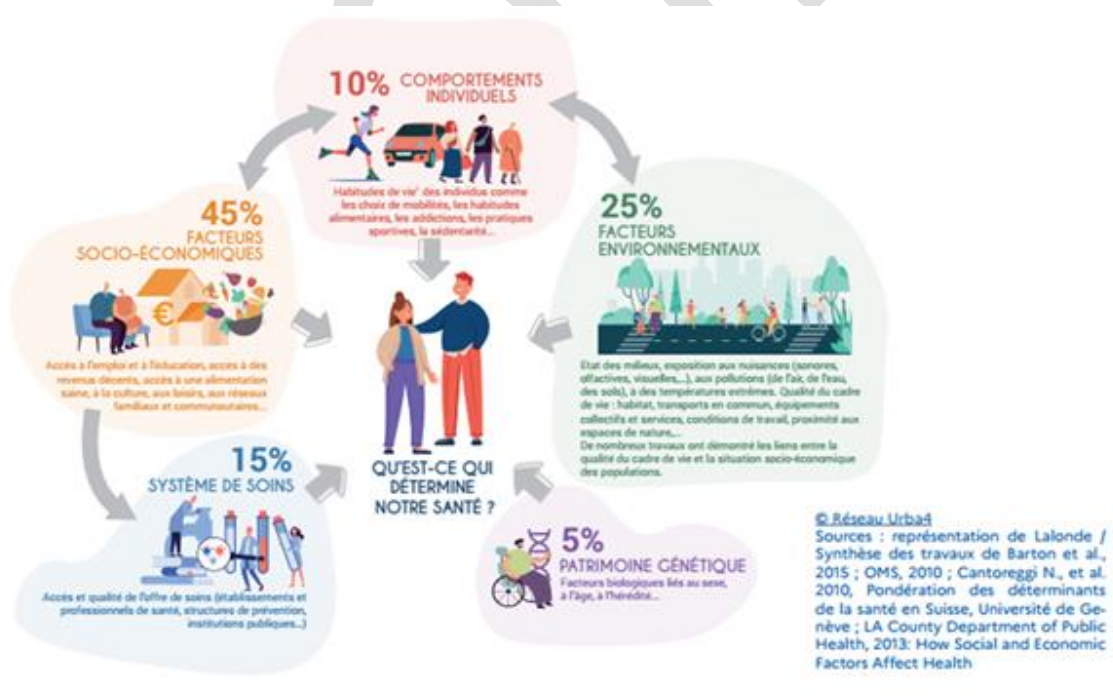 10% COMPORTEMENTS
INDIVIDUELS
Habitudes de vie' des individus comme
les choix de mobilités, les habitudes
alimentaires, les addictions, les pratiques
sportives, la sédentarité...
45%
FACTEURS
SOCIO-ÉCONOMIQUES
€
Accès à l'emploi et à l'éducation, accès à des
revenus décents, accès à une alimentation
saine, à la culture, aux loisirs, aux réseaux
familiaux et communautaires...
25%
FACTEURS
ENVIRONNEMENTAUX
Etat des milieux, exposition aux nuisances (sonores,
olfactives, visuelles,...), aux pollutions (de l'air, de l'eau,
des sols), à des températures extrêmes. Qualité du cadre
de vie : habitat, transports en commun, équipements
collectifs et services, conditions de travail, proximité aux
espaces de nature,...
De nombreux travaux ont démontré les liens entre la
qualité du cadre de vie et la situation socio-économique
des populations.
15%
SYSTÈME DE SOINS
Accès et qualité de l'offre de soins (établissements et
professionnels de santé, structures de prévention,
institutions publiques...)
QU'EST-CE QUI
DÉTERMINE
NOTRE SANTÉ ?
5%
PATRIMOINE GÉNÉTIQUE
Facteurs biologiques liés au sexe,
à l'âge, à l'hérédité...
© Réseau Urba4
Sources : représentation de Lalonde /
Synthèse des travaux de Barton et al.,
2015 ; OMS, 2010 ; Cantoreggi N., et al.
2010, Pondération des déterminants
de la santé en Suisse, Université de Ge-
nève ; LA County Department of Public
Health, 2013: How Social and Economic
Factors Affect Health